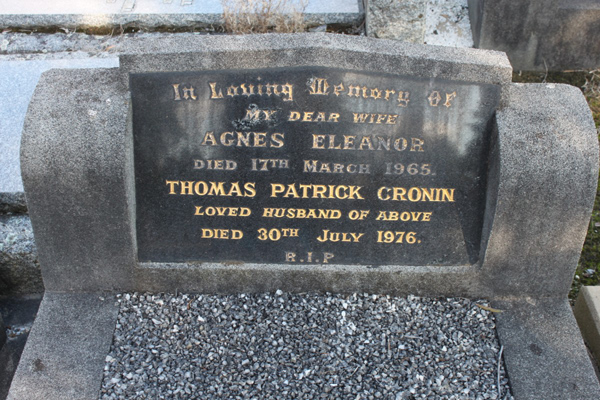 In Loving Memory of
MY DEAR WIFE
AGNES ELEANOR
DIED 17TH MARCH 1965.
THOMAS PATRICK CRONIN
LOVED HUSBAND OF ABOVE
DIED 30TH JULY 1976.
R.I.P